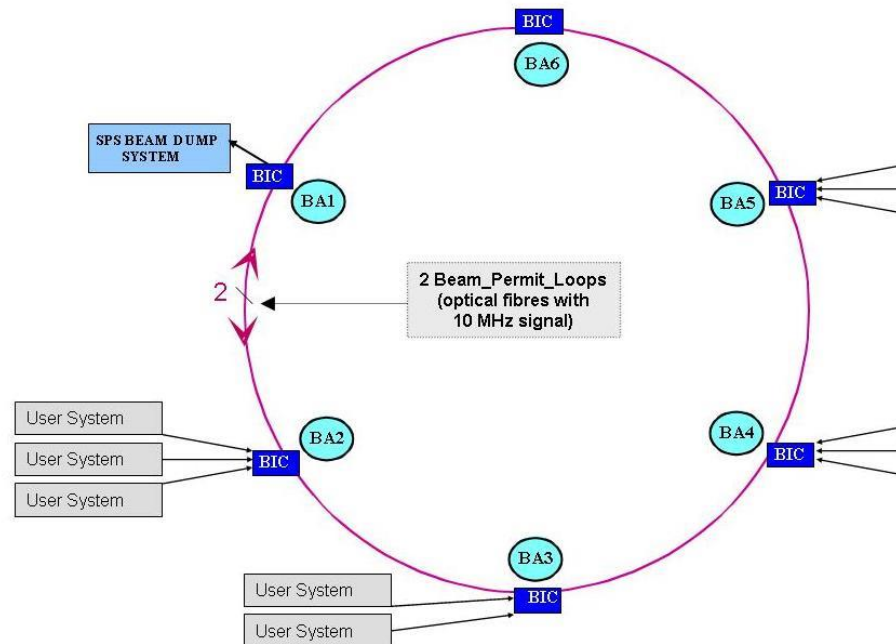 BIC
BA6
SPS BEAM DUMP
SYSTEM
BIC
BA1
BIC
BA5
2
2 Beam_Permit_Loops
(optical fibres with
10 MHz signal)
User System
User System
User System
BIC
BA2
BA4
BIC
BA3
User System
BIC
User System